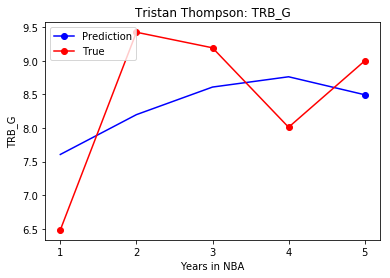 Tristan Thompson: TRB_G
Prediction
True
9.5
9.0
8.5
8.0
7.5
7.0
6.5
TRB_G
1 2 3 4 5
Years in NBA